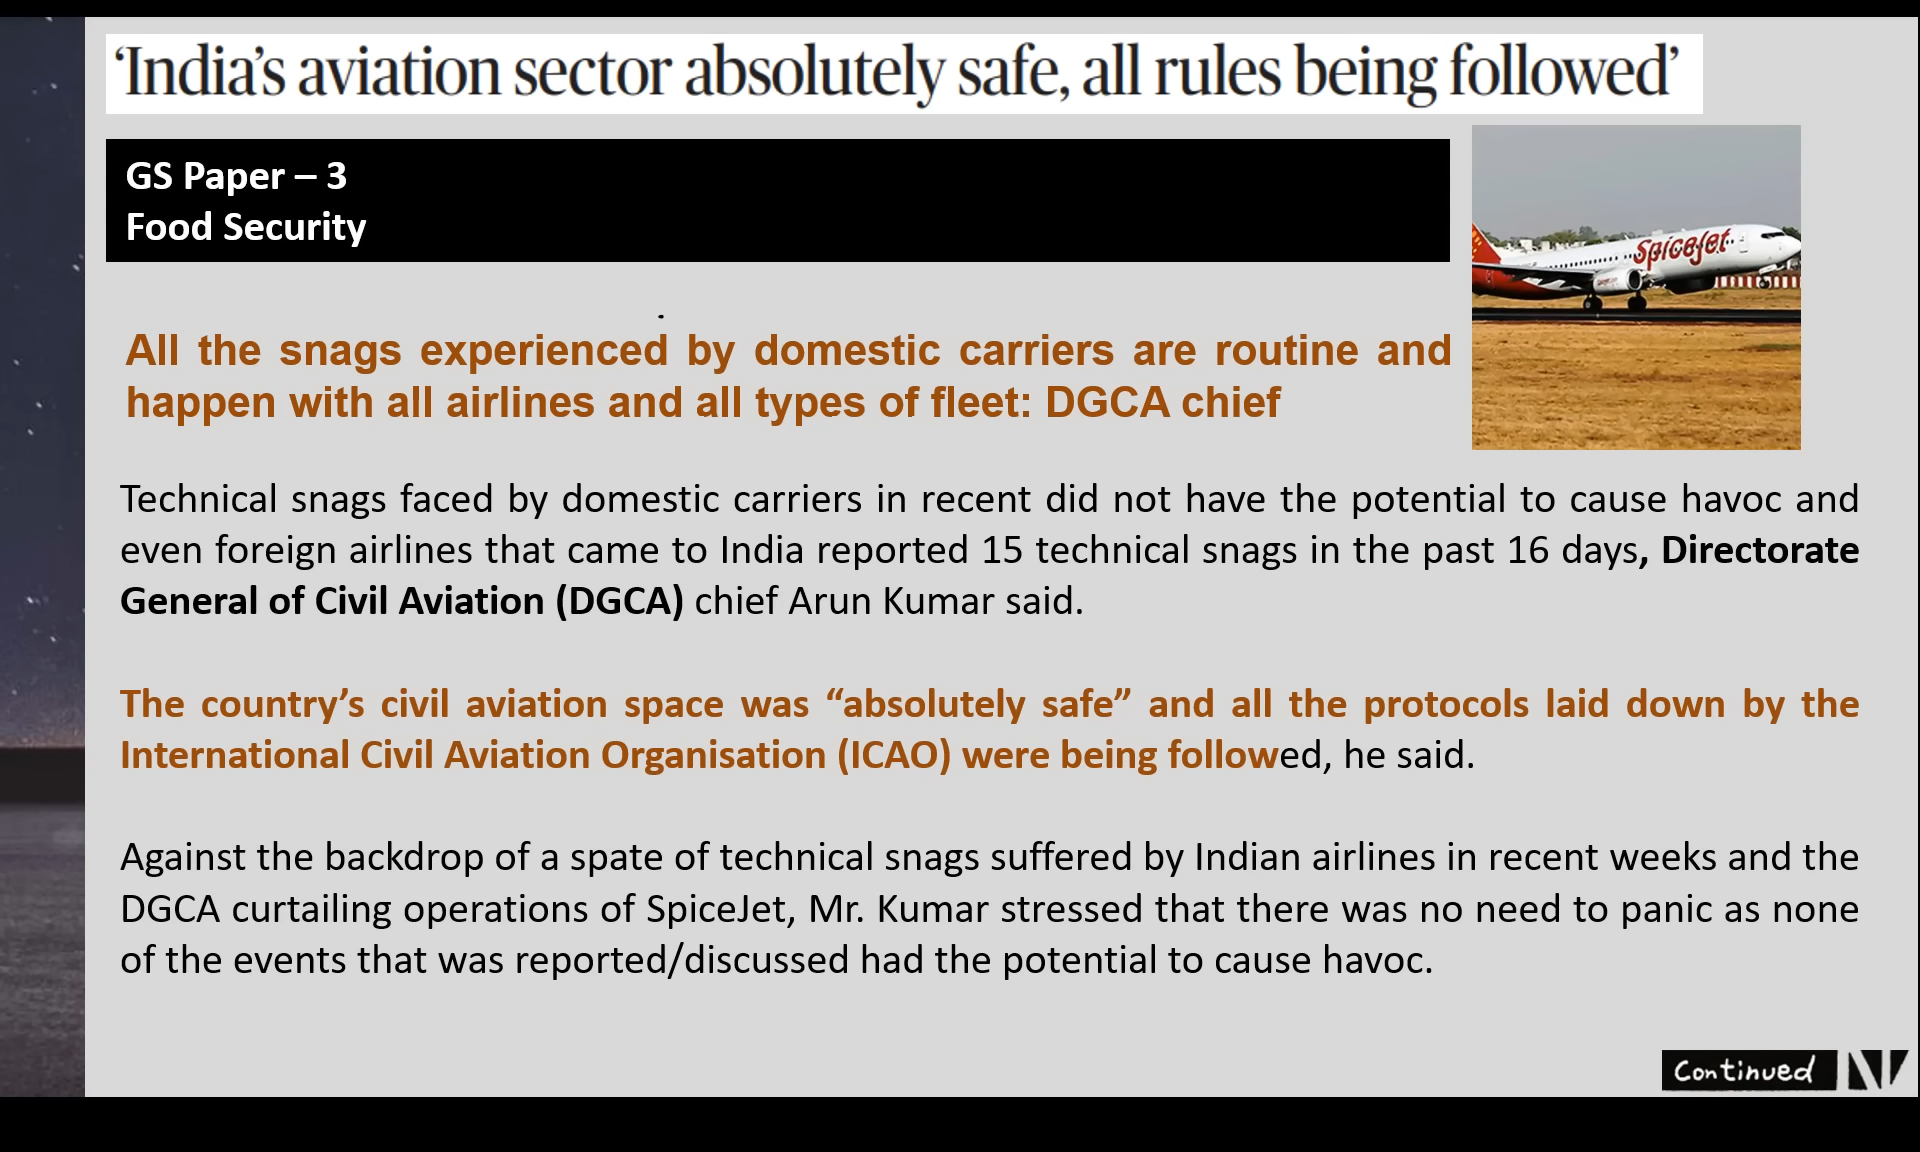 ‘India’s aviation sector absolutely safe, all rules being followed’
GS Paper – 3
Food Security
SpiceJet
All the snags experienced by domestic carriers are routine and
happen with all airlines and all types of fleet: DGCA chief
Technical snags faced by domestic carriers in recent did not have the potential to cause havoc and
even foreign airlines that came to India reported 15 technical snags in the past 16 days, Directorate
General of Civil Aviation (DGCA) chief Arun Kumar said.
The country’s civil aviation space was “absolutely safe” and all the protocols laid down by the
International Civil Aviation Organisation (ICAO) were being followed, he said.
Against the backdrop of a spate of technical snags suffered by Indian airlines in recent weeks and the
DGCA curtailing operations of SpiceJet, Mr. Kumar stressed that there was no need to panic as none
of the events that was reported/discussed had the potential to cause havoc.
Continued